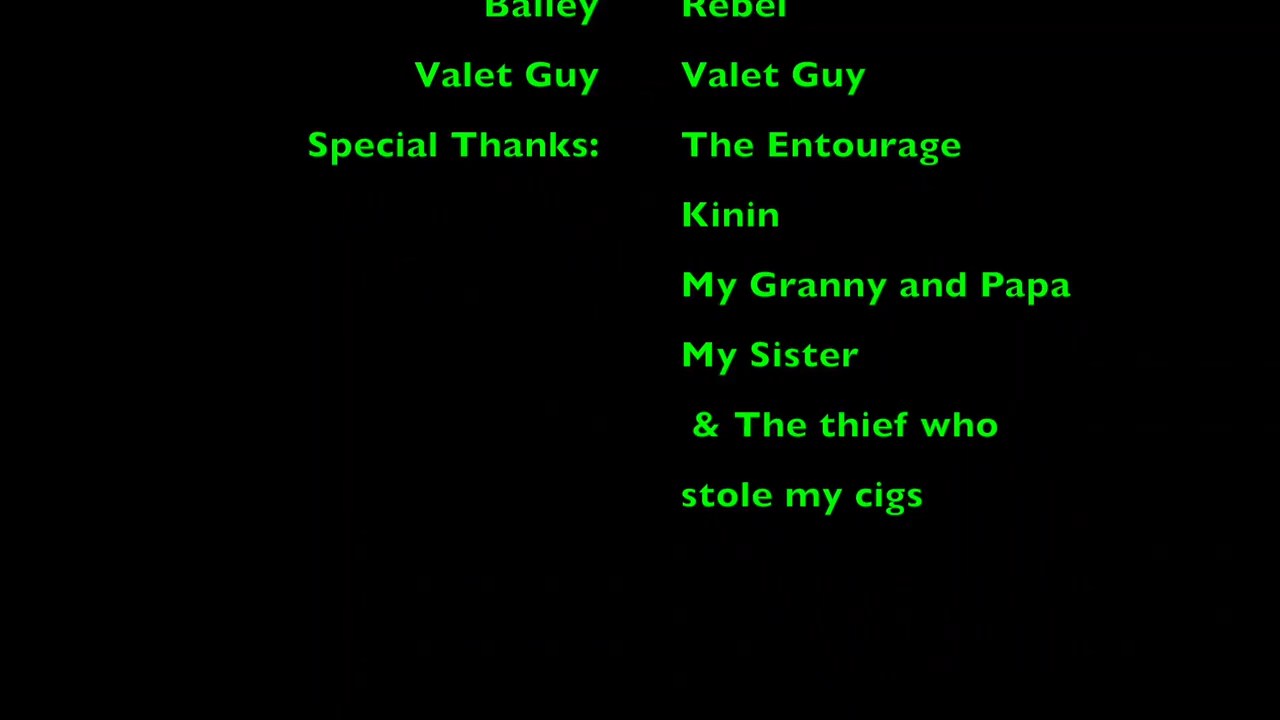 Bailey Rebel
Valet Guy Valet Guy
Special Thanks: The Entourage
Kinin
My Granny and Papa
My Sister
& The thief who
stole my cigs